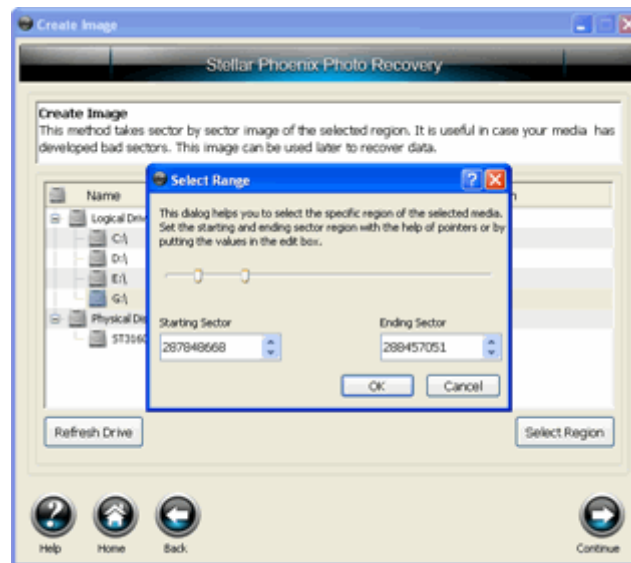 Create Image
Stellar Phoenix Photo Recovery
Create Image
This method takes sector by sector image of the selected region. It is useful in case your media has
developed bad sectors. This image can be used later to recover data.
Name
Select Range
This dialog helps you to select the specific region of the selected media.
Set the starting and ending sector region with the help of pointers or by
putting the values in the edit box.
Logical Driv
C:\
D:\
E:\
G:\
Physical Dis
ST3160
Starting Sector
Ending Sector
287848668
288457051
OK
Cancel
Refresh Drive
Select Region
Help
Home
Back
Continue